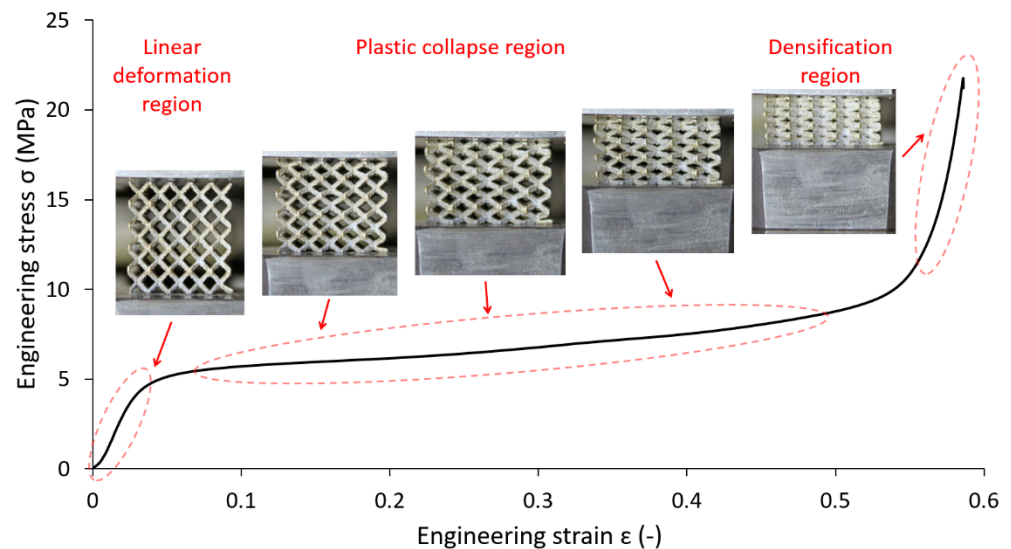 25
20
15
10
5
0
Engineering stress σ (MPa)
Linear
deformation
region
Plastic collapse region
Densification
region
0
0.1
0.2
0.3
0.4
0.5
0.6
Engineering strain ε (-)